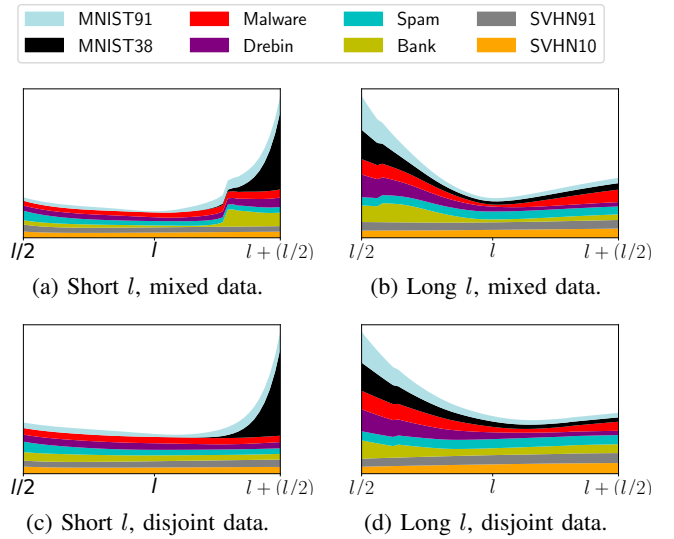 MNIST91 Malware Spam SVHN91
MNIST38 Drebin Bank SVHN10
l/2 l l + (l/2) l/2 l l + (l/2)
(a) Short l, mixed data. (b) Long l, mixed data.
l/2 l l + (l/2) l/2 l l + (l/2)
(c) Short l, disjoint data. (d) Long l, disjoint data.